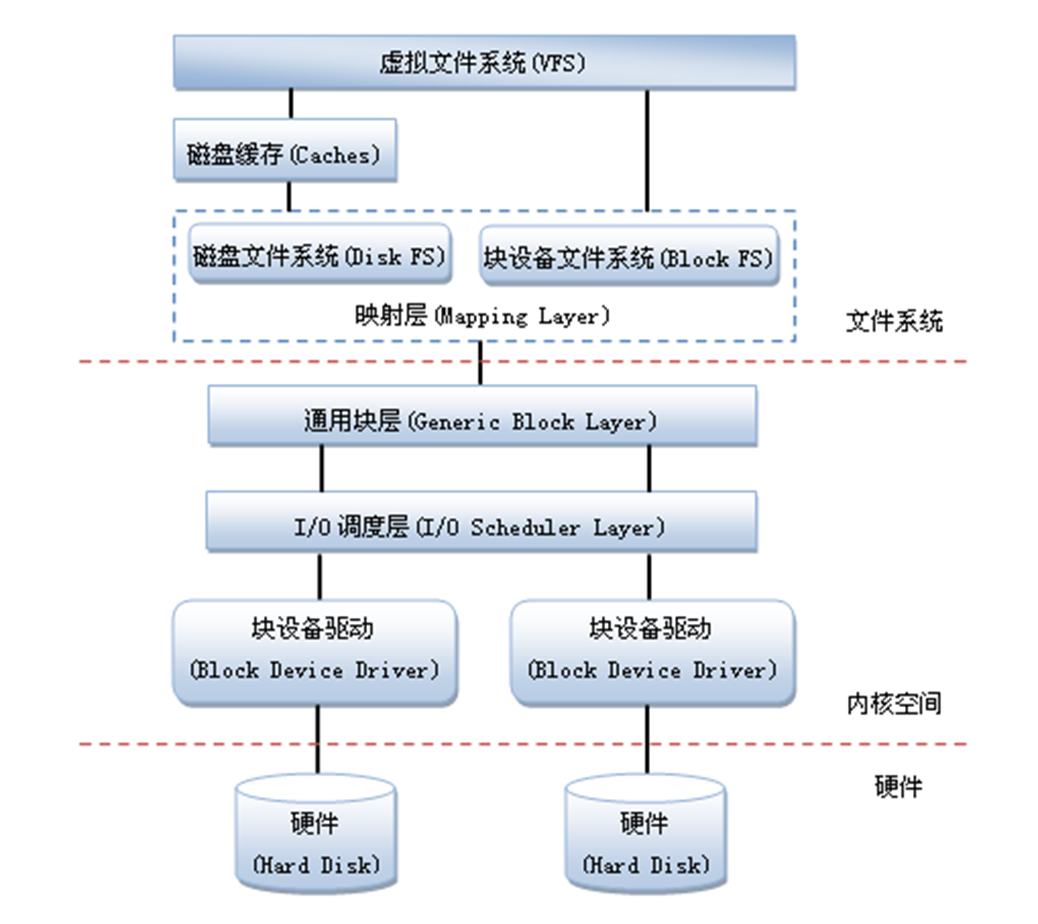 虚拟文件系统(VFS)
磁盘缓存(Caches)
磁盘文件系统(Disk FS)
块设备文件系统(Block FS)
映射层(Mapping Layer)
文件系统
通用块层(Generic Block Layer)
I/O 调度层(I/O Scheduler Layer)
块设备驱动
(Block Device Driver)
块设备驱动
(Block Device Driver)
内核空间
硬件
硬件
(Hard Disk)
硬件
(Hard Disk)